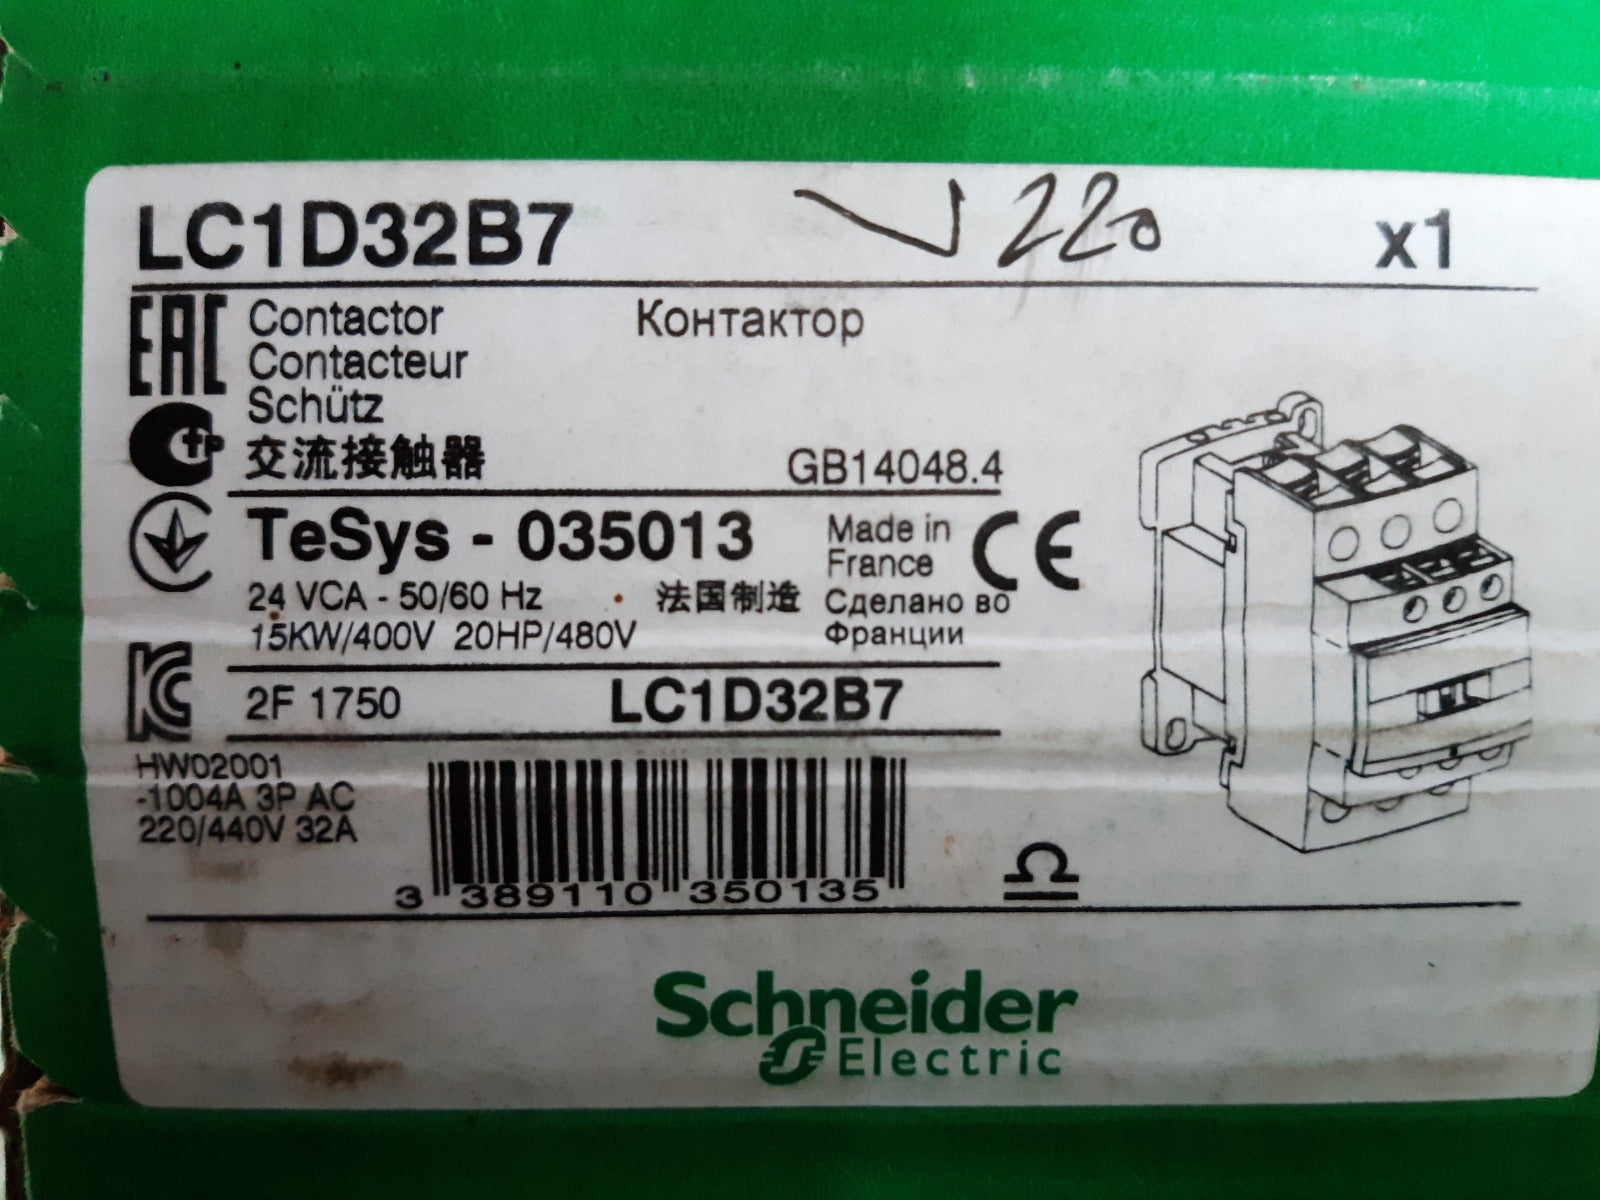 LC1D32B7 V 220 x1
EAC Contactor Контактор
Contacteur
Schütz
交流接触器 GB14048.4
TeSys - 035013 Made in France CE
24 VCA - 50/60 Hz 法国制造 Сделано во
15KW/400V 20HP/480V Франции
2F 1750 LC1D32B7
HW02001
-1004A 3P AC
220/440V 32A
3 389110 350135
Schneider
Electric